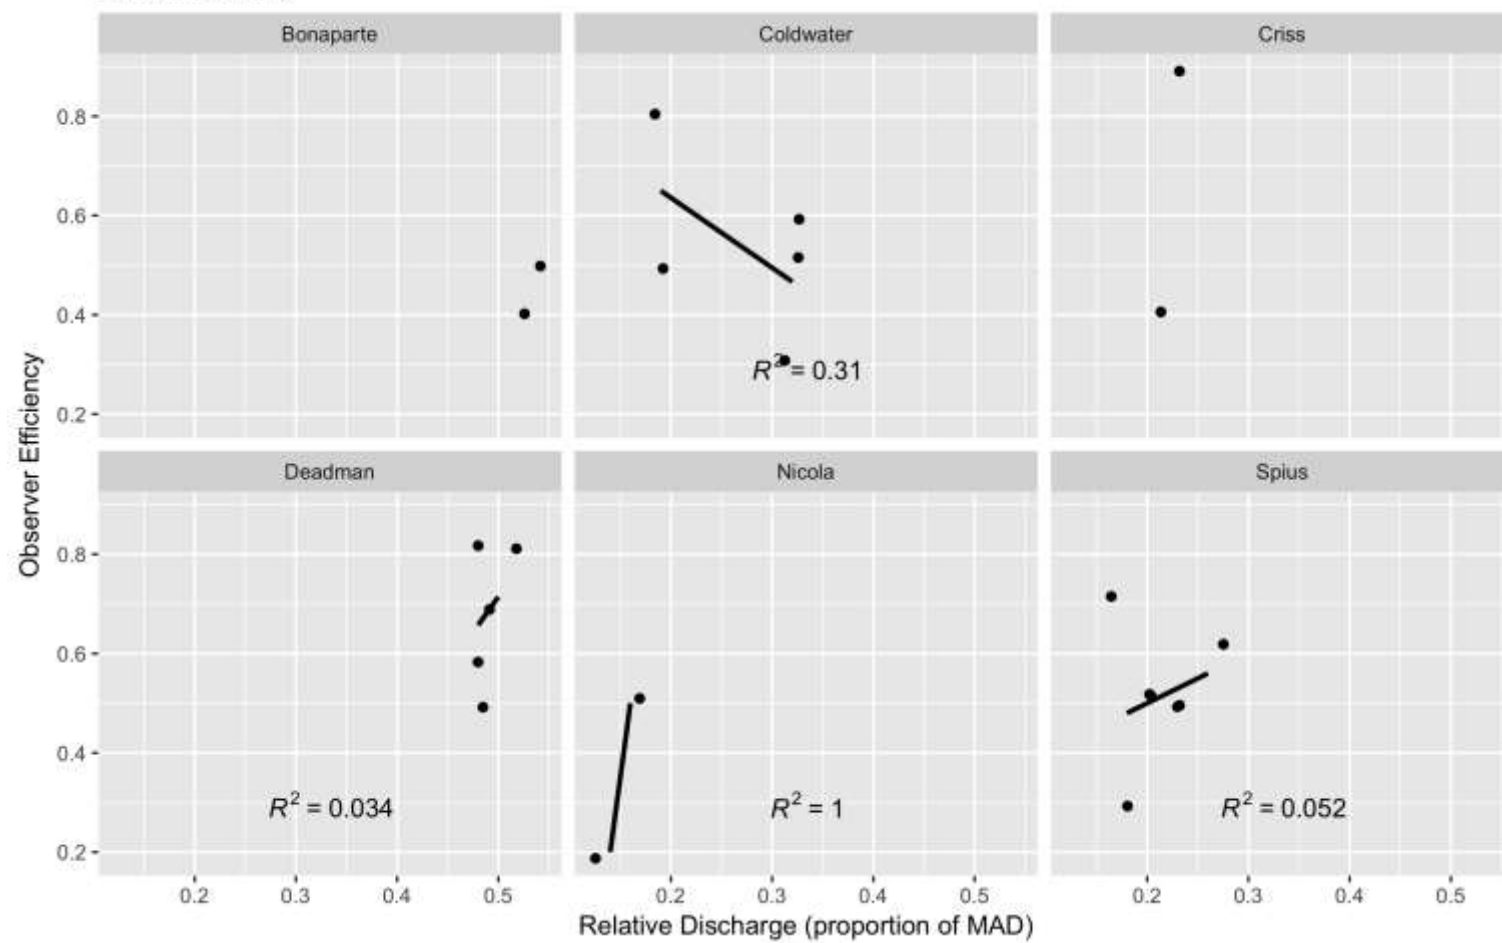 Bonaparte
Coldwater
Criss
0.8
0.6
0.4
0.2
R² = 0.31
Deadman
Nicola
Spius
0.8
0.6
0.4
0.2
R² = 0.034
R² = 1
R² = 0.052
0.2 0.3 0.4 0.5
0.2 0.3 0.4 0.5
0.2 0.3 0.4 0.5
Observer Efficiency
Relative Discharge (proportion of MAD)